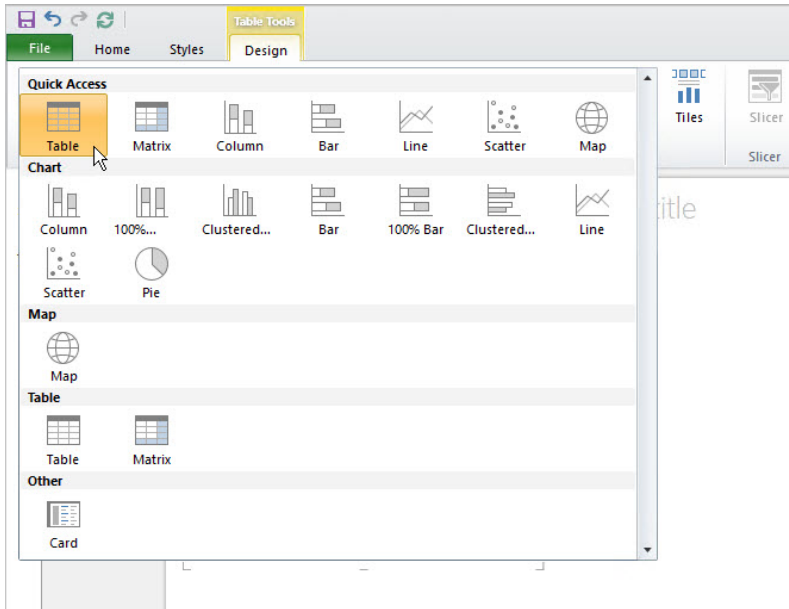 Table Tools
File Home Styles Design
Quick Access
Table Matrix Column Bar Line Scatter Map
Tiles Slicer
Slicer
Chart
Column 100%... Clustered... Bar 100% Bar Clustered... Line
Scatter Pie
Map
Map
Table
Table Matrix
Other
Card